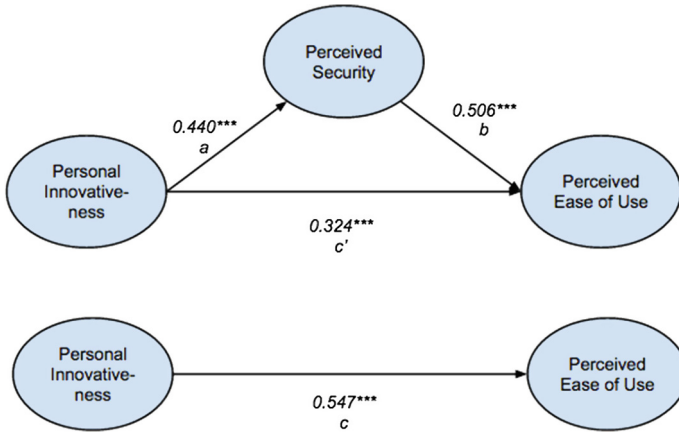 Perceived
Security
0.440***
a
0.506***
b
Personal
Innovative-
ness
Perceived
Ease of Use
0.324***
c'
Personal
Innovative-
ness
Perceived
Ease of Use
0.547***
c